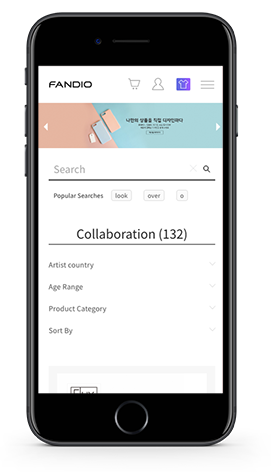 FANDIO
나만의 상품을 직접 디자인하다
Search
Popular Searches look over o
Collaboration (132)
Artist country
Age Range
Product Category
Sort By